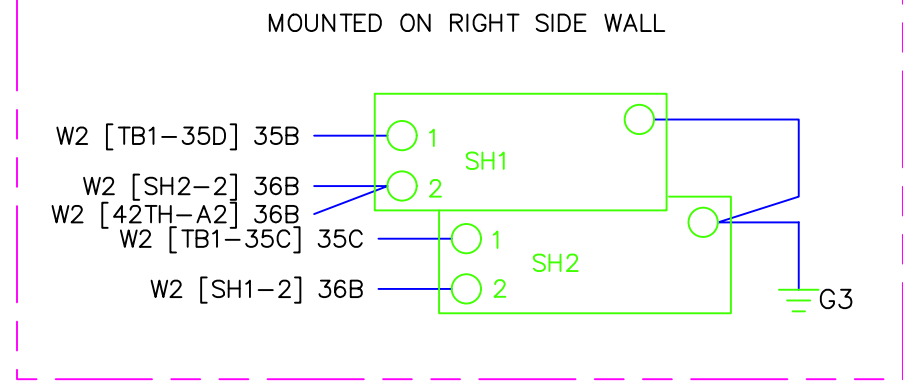 MOUNTED ON RIGHT SIDE WALL
W2 [TB1-35D] 35B
1
SH1
W2 [SH2-2] 36B
2
W2 [42TH-A2] 36B
W2 [TB1-35C] 35C
1
SH2
W2 [SH1-2] 36B
2
G3